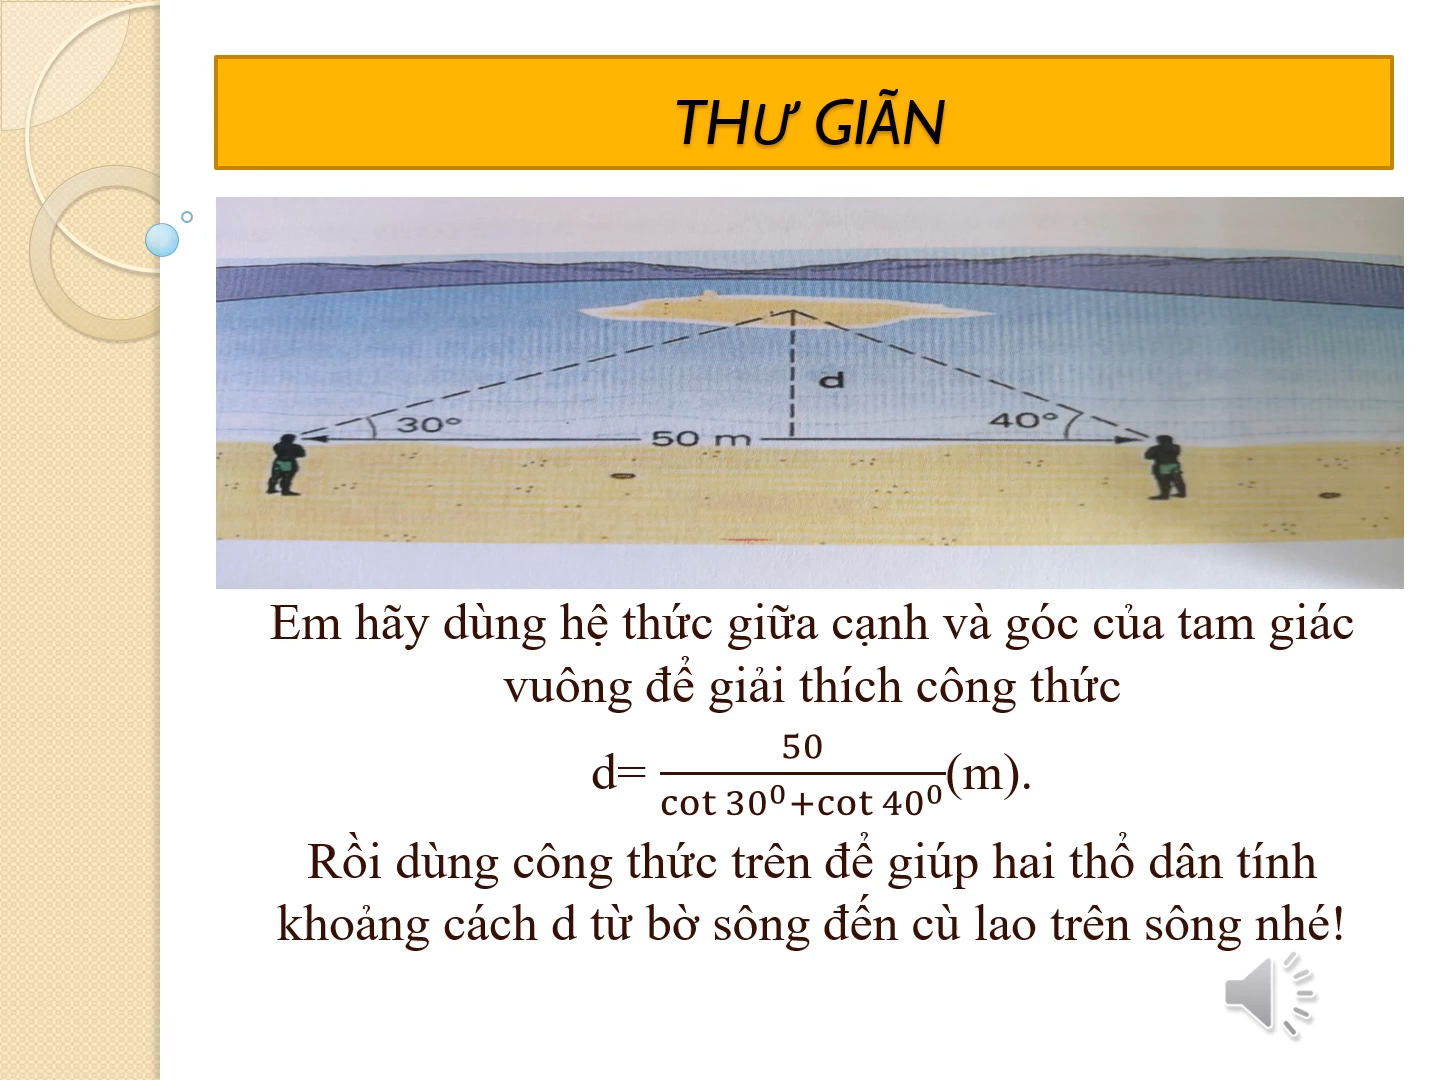 THƯ GIÃN
d
30°
40°
50 m
Em hãy dùng hệ thức giữa cạnh và góc của tam giác
vuông để giải thích công thức
d= \frac{50}{cot 30⁰+cot 40⁰}(m).
Rồi dùng công thức trên để giúp hai thổ dân tính
khoảng cách d từ bờ sông đến cù lao trên sông nhé!